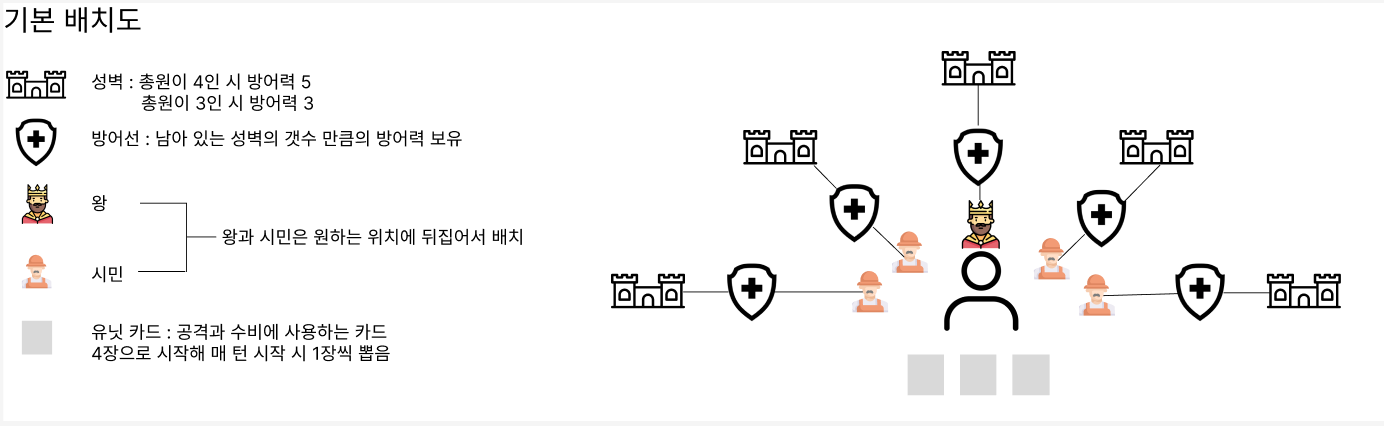 기본 배치도
성벽 : 총원이 4인 시 방어력 5
총원이 3인 시 방어력 3
방어선 : 남아 있는 성벽의 갯수 만큼의 방어력 보유
왕
왕과 시민은 원하는 위치에 뒤집어서 배치
시민
유닛 카드 : 공격과 수비에 사용하는 카드
4장으로 시작해 매 턴 시작 시 1장씩 뽑음